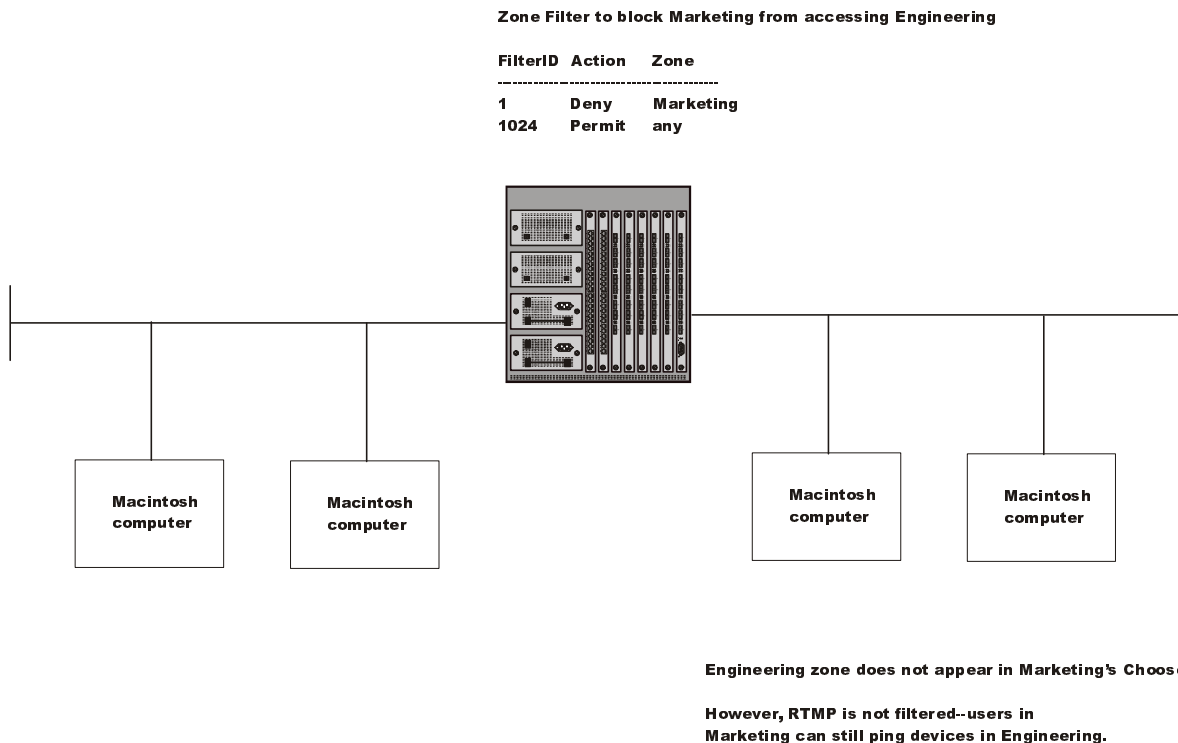 Zone Filter to block Marketing from accessing Engineering
FilterID Action Zone
1 Deny Marketing
1024 Permit any
Macintosh
computer
Macintosh
computer
Macintosh
computer
Macintosh
computer
Engineering zone does not appear in Marketing's
However, RTMP is not filtered--users in
Marketing can still ping devices in Engineering.